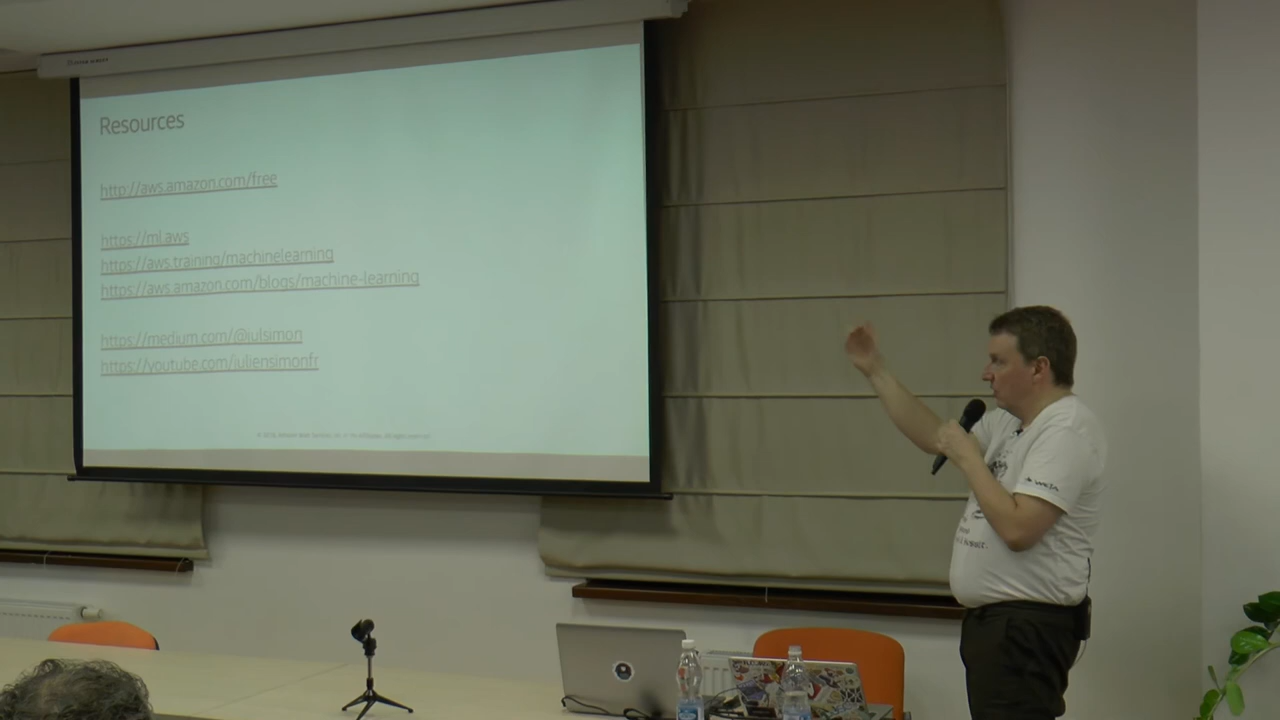 Resources
http://aws.amazon.com/free
https://ml.aws
https://aws.training/machinelearning
https://aws.amazon.com/blogs/machine-learning
https://medium.com/@julsimon
https://youtube.com/juliensimonfr